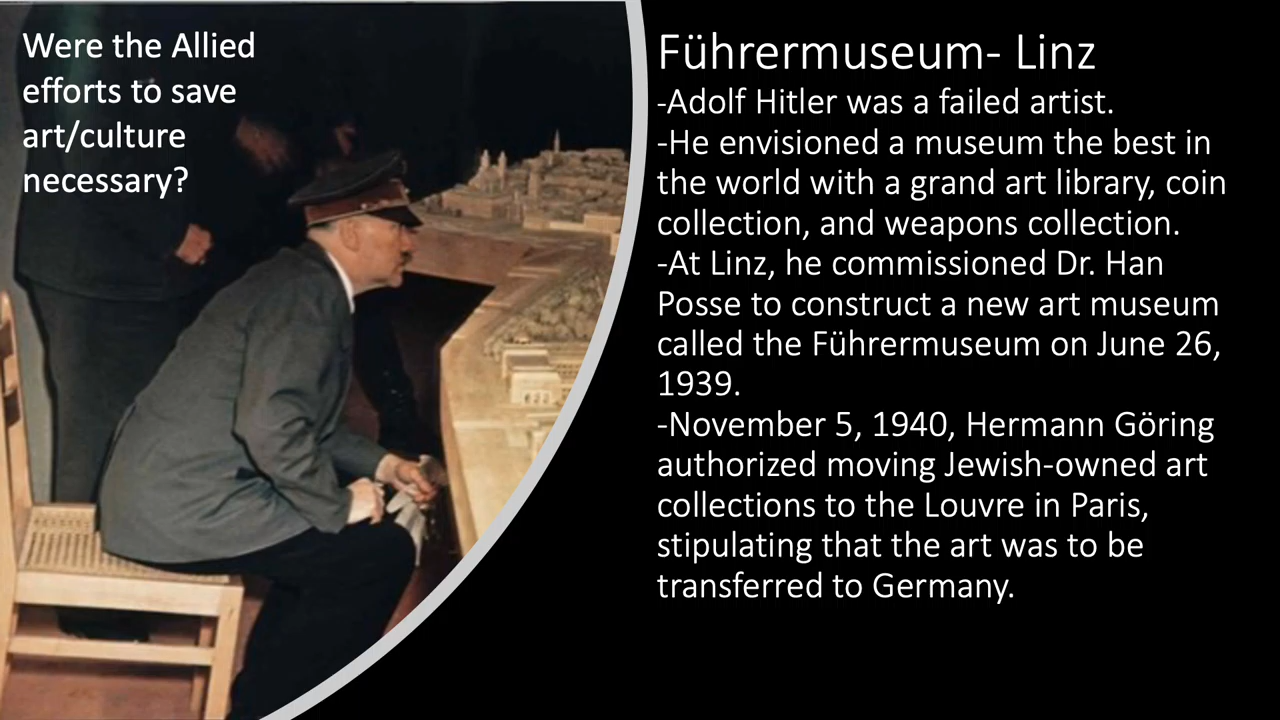 Were the Allied
efforts to save
art/culture
necessary?
Führermuseum- Linz
-Adolf Hitler was a failed artist.
-He envisioned a museum the best in
the world with a grand art library, coin
collection, and weapons collection.
-At Linz, he commissioned Dr. Han
Posse to construct a new art museum
called the Führermuseum on June 26,
1939.
-November 5, 1940, Hermann Göring
authorized moving Jewish-owned art
collections to the Louvre in Paris,
stipulating that the art was to be
transferred to Germany.